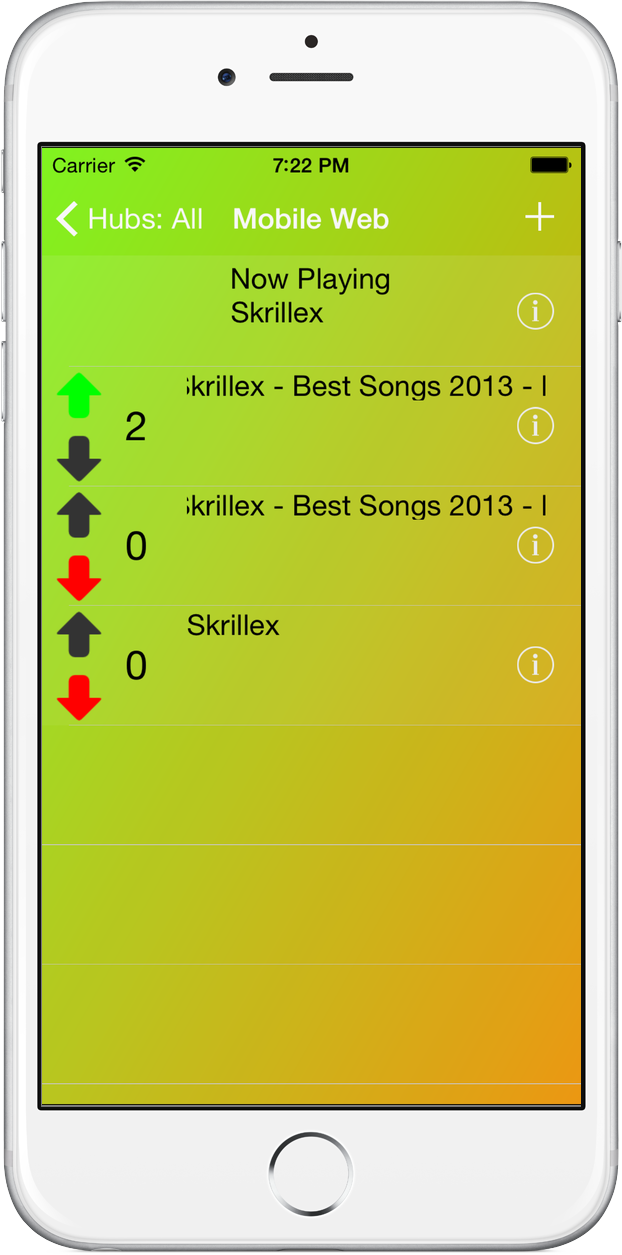 Carrier 7:22 PM
Hubs: All Mobile Web +
Now Playing
Skrillex
i
Skrillex - Best Songs 2013 -
2
i
Skrillex - Best Songs 2013 -
0
i
Skrillex
0
i